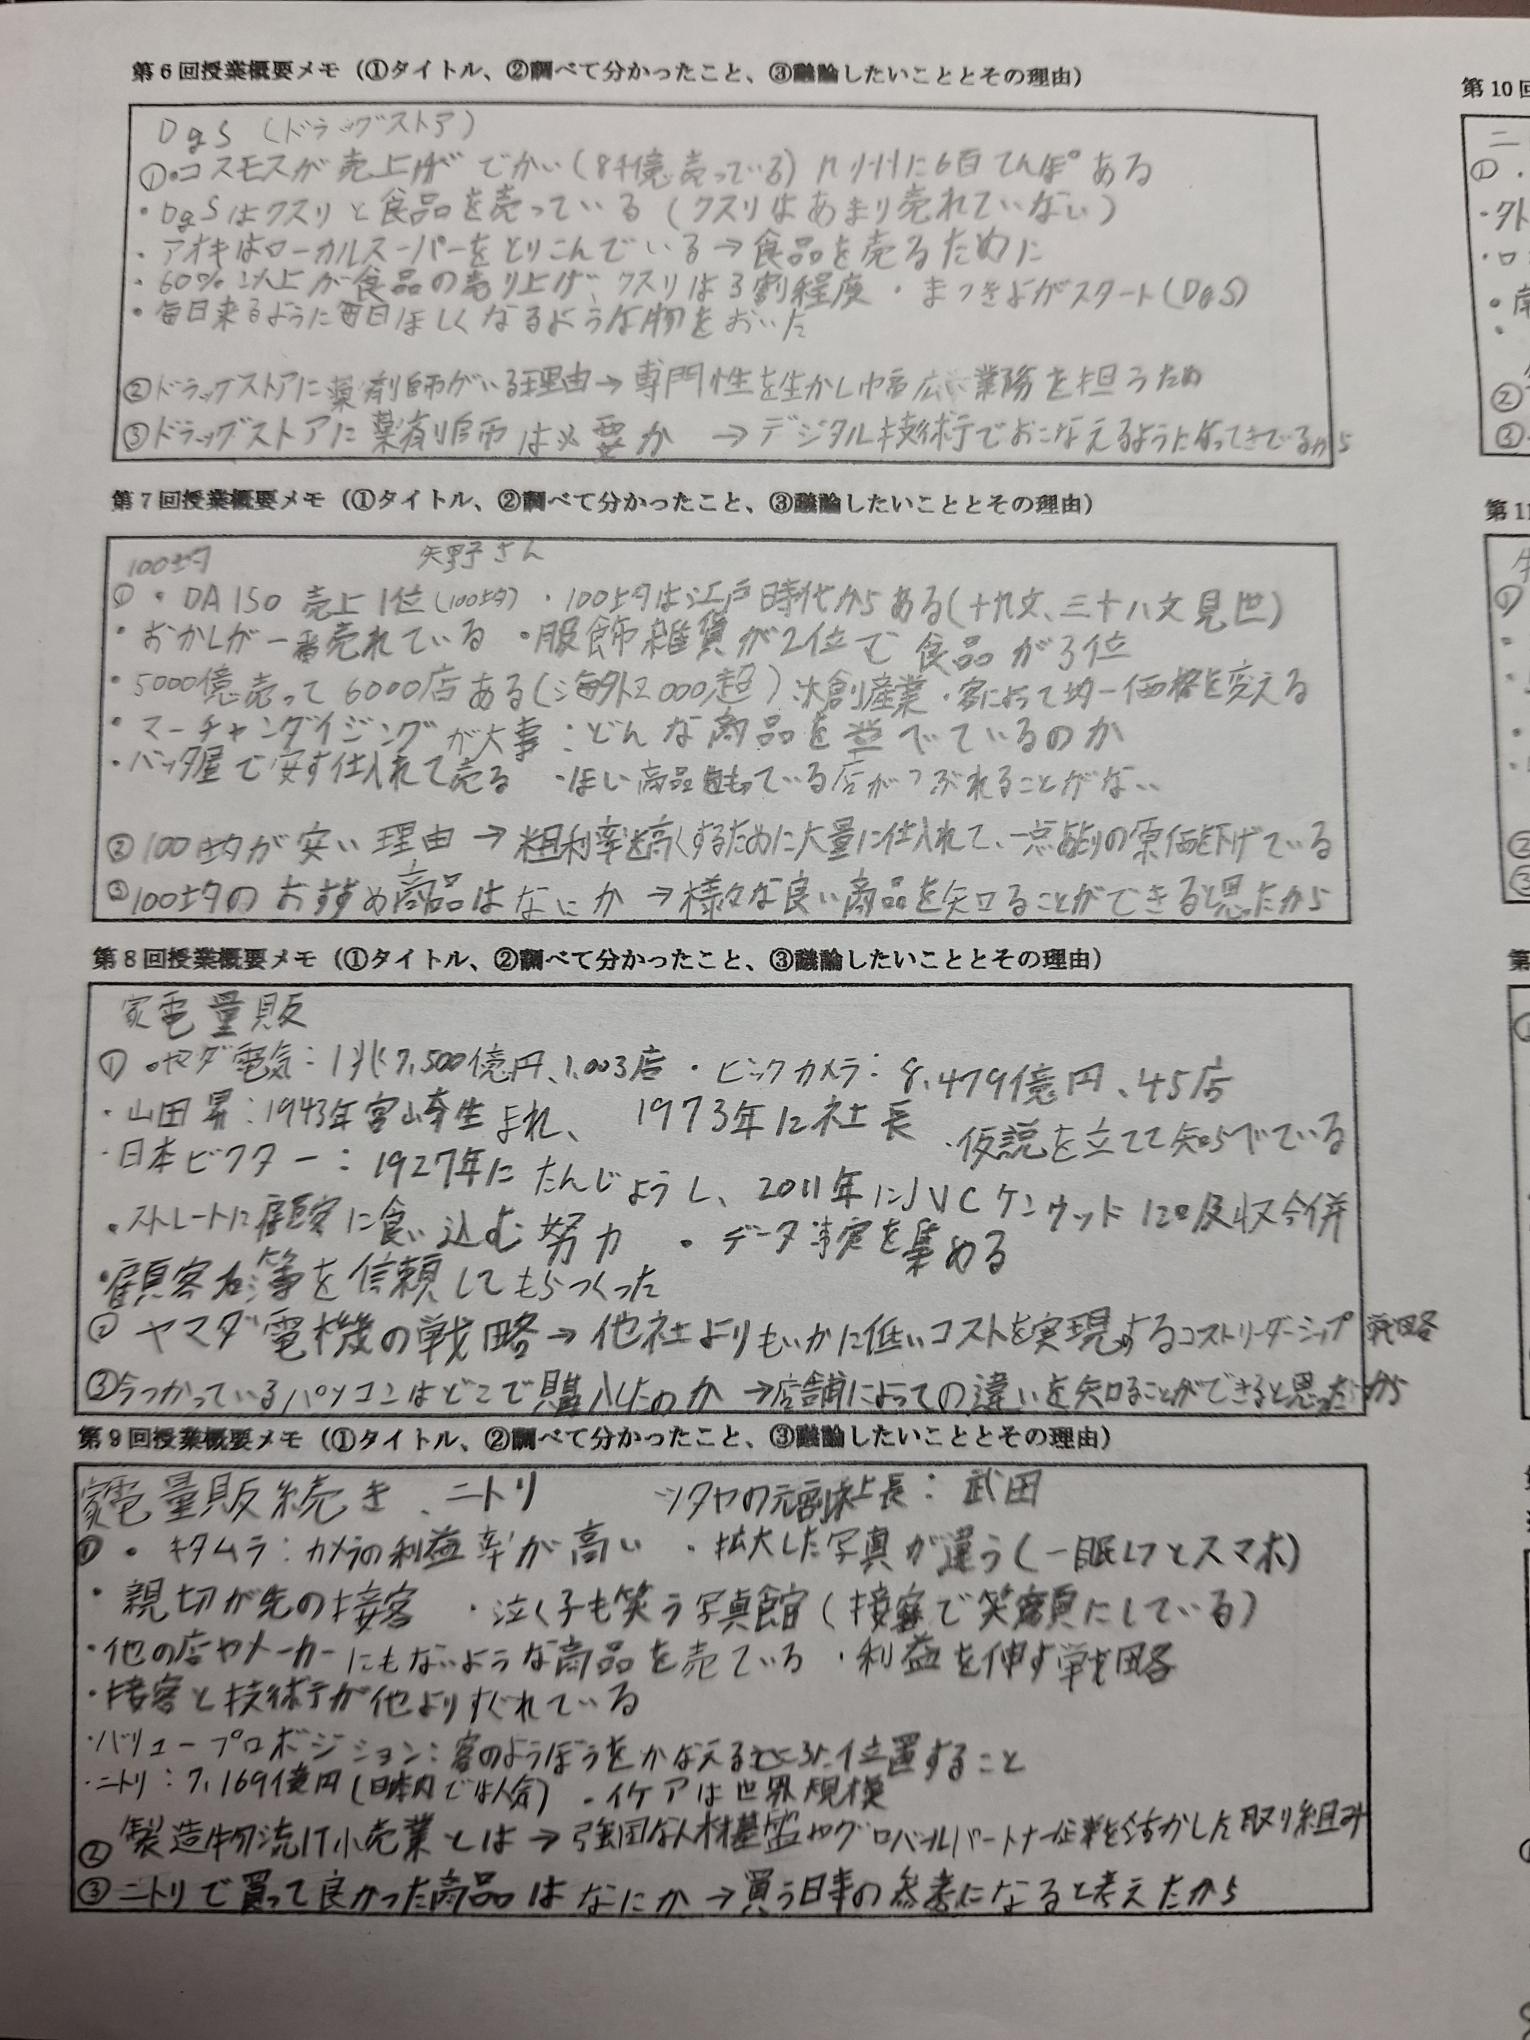 第６回授業概要メモ（①タイトル、②調べて分かったこと、③議論したいこととその理由）
DgS（ドラッグストア）
①・コスモスが売上げがでかい（8千億売っている）九州に6百てんぽある
・DgSはクスリと食品を売っている（クスリはあまり売れていない）
・アオキはローカルスーパーをとりこんでいる→食品を売るために
・60％以上が食品の売り上げ、クスリは3割程度 ・まつきよがスタート（DgS）
・毎日来るように毎日ほしくなるような物をおいた
②ドラッグストアに薬剤師がいる理由→専門性を生かし幅広い業務を担うため
③ドラッグストアに薬剤師は必要か →デジタル技術でおこなえるようになってきているから
第７回授業概要メモ（①タイトル、②調べて分かったこと、③議論したいこととその理由）
100均 矢野さん
①・DAISO 売上1位（100均） ・100均は江戸時代からある（十九文、三十八文見世）
・おかしが一番売れている ・服飾雑貨が2位で 食品が3位
・5000億売って6000店ある（海外2000超）大創産業 ・客によって均一価格を変える
・マーチャンダイジングが大事：どんな商品を並べているのか
・バッタ屋で安す仕入れて売る ・ほしい商品をもっている店がつぶれることがない
②100均が安い理由→粗利率を高くするために大量に仕入れて、一点あたりの原価を下げている
③100均のおすすめ商品はなにか→様々な良い商品を知ることができると思たから
第８回授業概要メモ（①タイトル、②調べて分かったこと、③議論したいこととその理由）
家電量販
①・ヤマダ電気：1兆7,500億円、1,003店 ・ビックカメラ：8,479億円、45店
・山田昇：1943年宮崎生まれ、1973年に社長 ・仮説を立てて知らべている
・日本ビクター：1927年にたんじょうし、2011年にJVCケンウッドに吸収合併
・ストレートに顧客に食い込む努力 ・データ事実を集める
・顧客名簿を信頼してもらつくった
②ヤマダ電機の戦略→他社よりもいかに低いコストを実現するコストリーダーシップ戦略
③今つかっているパソコンはどこで購入したのか→店舗によっての違いを知ることができると思ったから
第９回授業概要メモ（①タイトル、②調べて分かったこと、③議論したいこととその理由）
家電量販続き、ニトリ ツタヤの元副社長：武田
①・キタムラ：カメラの利益率が高い ・拡大した写真が違う（一眼レフとスマホ）
・親切が先の接客 ・泣く子も笑う写真館（接客で笑顔にしている）
・他の店やメーカーにもないような商品を売ている ・利益を伸す戦略
・接客と技術が他よりすぐれている
・バリュープロポジション：客のようぼうをかなえるところに位置すること
・ニトリ：7,169億円（日本内では人気） ・イケアは世界規模
②製造物流IT小売業とは→強固な人材基盤やグローバルパートナー企業を活かした取り組み
③ニトリで買って良かった商品はなにか→買う日事の参考になると考えたから
第10回
①
②
③
第11
①
②
③